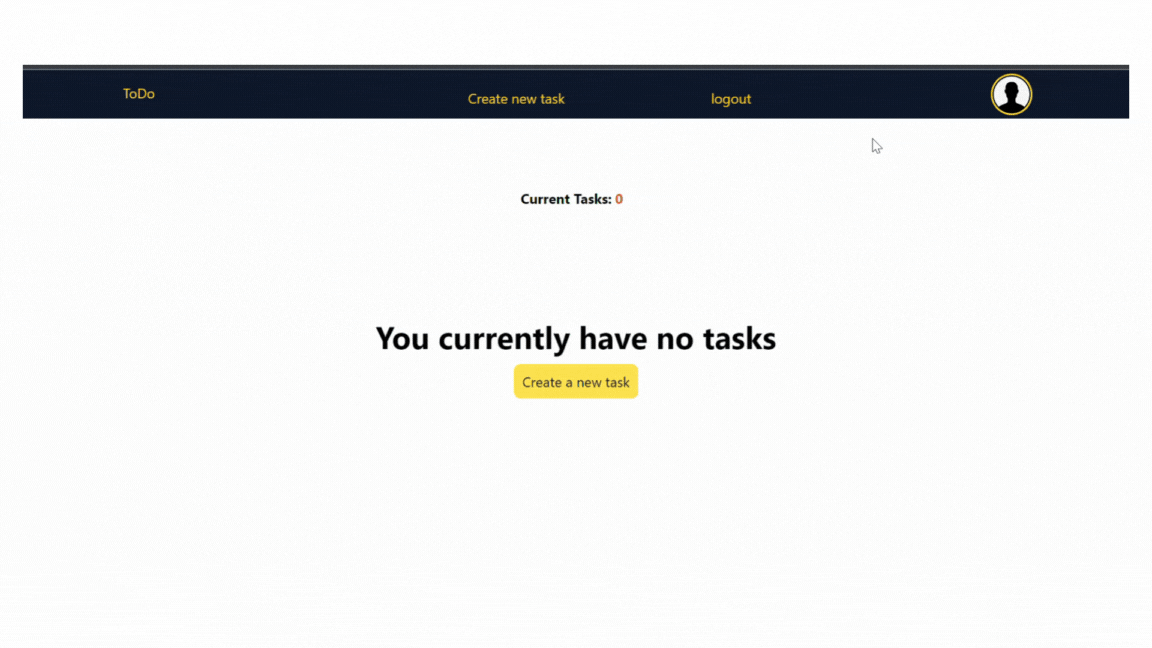 ToDo
Create new task
logout
Current Tasks: 0
You currently have no tasks
Create a new task